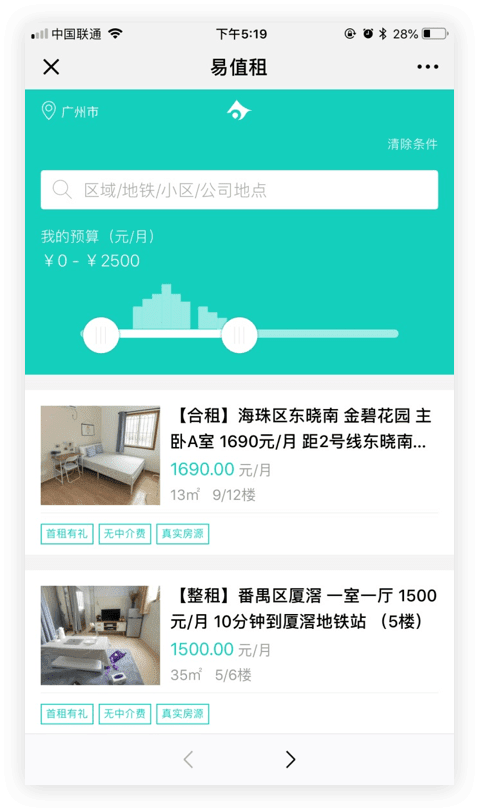 中国联通
下午5:19
28%
易值租
广州市
清除条件
区域/地铁/小区/公司地点
我的预算（元/月）
￥0 - ￥2500
【合租】海珠区东晓南 金碧花园 主
卧A室 1690元/月 距2号线东晓南...
1690.00 元/月
13㎡ 9/12楼
首租有礼 无中介费 真实房源
【整租】番禺区厦滘 一室一厅 1500
元/月 10分钟到厦滘地铁站 （5楼）
1500.00 元/月
35㎡ 5/6楼
首租有礼 无中介费 真实房源